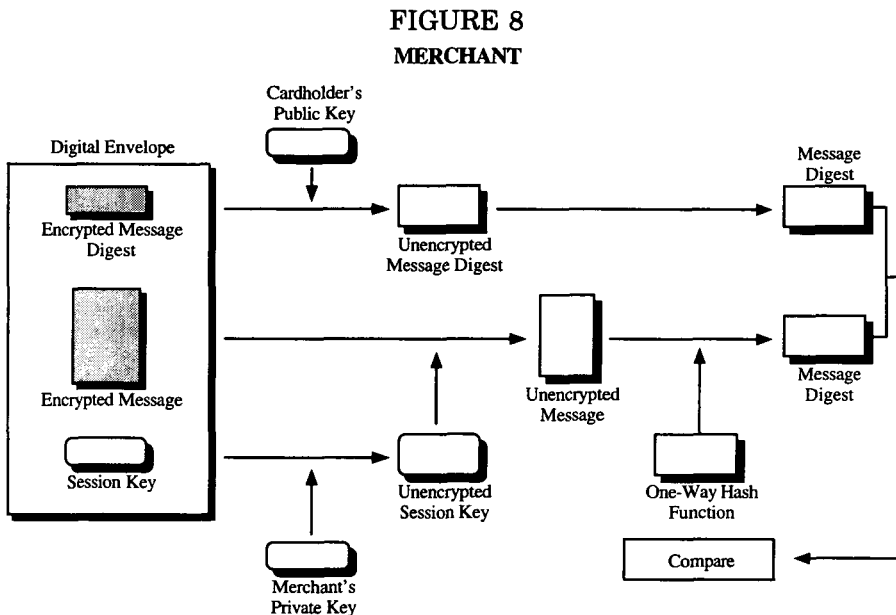 FIGURE 8
MERCHANT
Cardholder's
Public Key
Digital Envelope
Message
Digest
Encrypted Message
Digest
Unencrypted
Message Digest
Encrypted Message
Unencrypted
Message
Message
Digest
Session Key
Unencrypted
Session Key
One-Way Hash
Function
Compare
Merchant's
Private Key